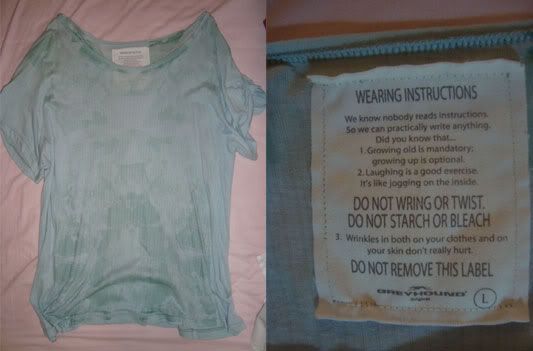 WEARING INSTRUCTIONS
We know nobody reads instructions.
So we can practically write anything.
Did you know that...
1. Growing old is mandatory;
growing up is optional.
2. Laughing is a good exercise.
It's like jogging on the inside.
DO NOT WRING OR TWIST.
DO NOT STARCH OR BLEACH
3. Wrinkles in both on your clothes and on
your skin don't really hurt.
DO NOT REMOVE THIS LABEL
GREYHOUND
L